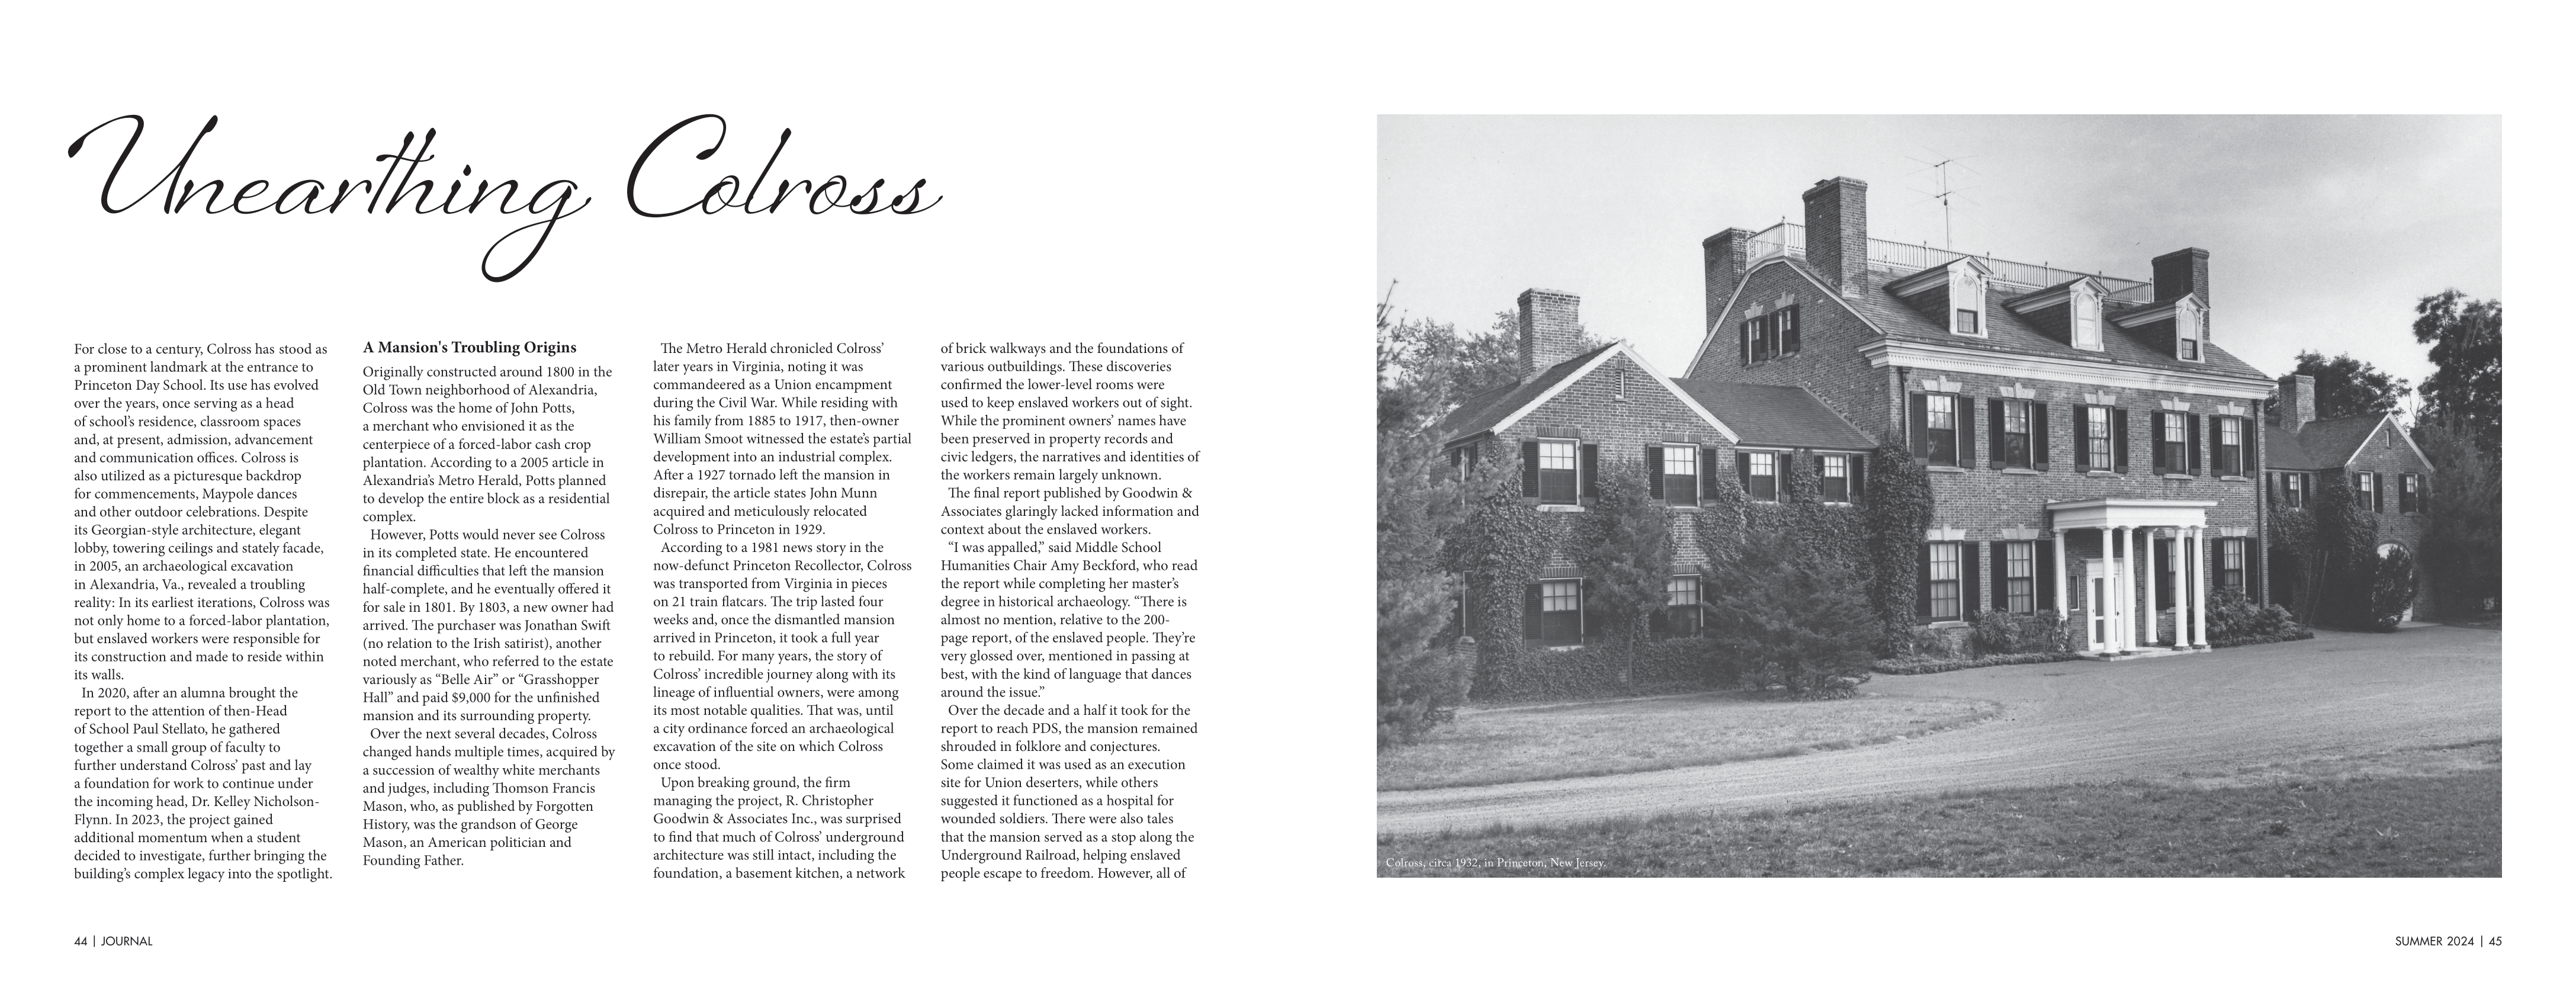 Unearthing Colross
For close to a century, Colross has stood as
a prominent landmark at the entrance to
Princeton Day School. Its use has evolved
over the years, once serving as a head
of school’s residence, classroom spaces
and, at present, admission, advancement
and communication offices. Colross is
also utilized as a picturesque backdrop
for commencements, Maypole dances
and other outdoor celebrations. Despite
its Georgian-style architecture, elegant
lobby, towering ceilings and stately facade,
in 2005, an archaeological excavation
in Alexandria, Va., revealed a troubling
reality: In its earliest iterations, Colross was
not only home to a forced-labor plantation,
but enslaved workers were responsible for
its construction and made to reside within
its walls.
In 2020, after an alumna brought the
report to the attention of then-Head
of School Paul Stellato, he gathered
together a small group of faculty to
further understand Colross’ past and lay
a foundation for work to continue under
the incoming head, Dr. Kelley Nicholson-
Flynn. In 2023, the project gained
additional momentum when a student
decided to investigate, further bringing the
building’s complex legacy into the spotlight.
A Mansion's Troubling Origins
Originally constructed around 1800 in the
Old Town neighborhood of Alexandria,
Colross was the home of John Potts,
a merchant who envisioned it as the
centerpiece of a forced-labor cash crop
plantation. According to a 2005 article in
Alexandria’s Metro Herald, Potts planned
to develop the entire block as a residential
complex.
However, Potts would never see Colross
in its completed state. He encountered
financial difficulties that left the mansion
half-complete, and he eventually offered it
for sale in 1801. By 1803, a new owner had
arrived. The purchaser was Jonathan Swift
(no relation to the Irish satirist), another
noted merchant, who referred to the estate
variously as “Belle Air” or “Grasshopper
Hall” and paid $9,000 for the unfinished
mansion and its surrounding property.
Over the next several decades, Colross
changed hands multiple times, acquired by
a succession of wealthy white merchants
and judges, including Thomson Francis
Mason, who, as published by Forgotten
History, was the grandson of George
Mason, an American politician and
Founding Father.
The Metro Herald chronicled Colross’
later years in Virginia, noting it was
commandeered as a Union encampment
during the Civil War. While residing with
his family from 1885 to 1917, then-owner
William Smoot witnessed the estate’s partial
development into an industrial complex.
After a 1927 tornado left the mansion in
disrepair, the article states John Munn
acquired and meticulously relocated
Colross to Princeton in 1929.
According to a 1981 news story in the
now-defunct Princeton Recollector, Colross
was transported from Virginia in pieces
on 21 train flatcars. The trip lasted four
weeks and, once the dismantled mansion
arrived in Princeton, it took a full year
to rebuild. For many years, the story of
Colross’ incredible journey along with its
lineage of influential owners, were among
its most notable qualities. That was, until
a city ordinance forced an archaeological
excavation of the site on which Colross
once stood.
Upon breaking ground, the firm
managing the project, R. Christopher
Goodwin & Associates Inc., was surprised
to find that much of Colross’ underground
architecture was still intact, including the
foundation, a basement kitchen, a network
of brick walkways and the foundations of
various outbuildings. These discoveries
confirmed the lower-level rooms were
used to keep enslaved workers out of sight.
While the prominent owners’ names have
been preserved in property records and
civic ledgers, the narratives and identities of
the workers remain largely unknown.
The final report published by Goodwin &
Associates glaringly lacked information and
context about the enslaved workers.
“I was appalled,” said Middle School
Humanities Chair Amy Beckford, who read
the report while completing her master’s
degree in historical archaeology. “There is
almost no mention, relative to the 200-
page report, of the enslaved people. They’re
very glossed over, mentioned in passing at
best, with the kind of language that dances
around the issue.”
Over the decade and a half it took for the
report to reach PDS, the mansion remained
shrouded in folklore and conjectures.
Some claimed it was used as an execution
site for Union deserters, while others
suggested it functioned as a hospital for
wounded soldiers. There were also tales
that the mansion served as a stop along the
Underground Railroad, helping enslaved
people escape to freedom. However, all of
Colross, circa 1932, in Princeton, New Jersey.
44 | JOURNAL
SUMMER 2024 | 45